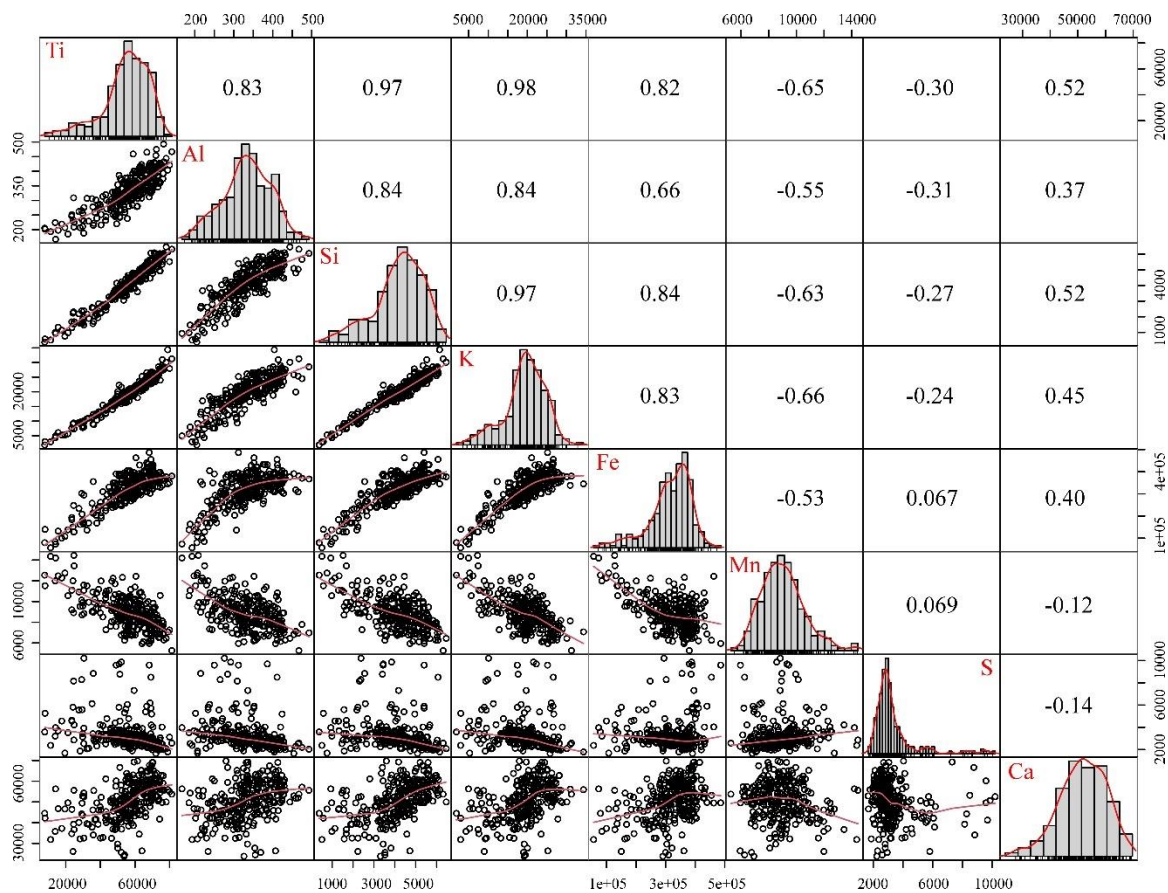 200 300 400 500 5000 20000 35000 6000 10000 14000 30000 50000 70000
Ti 0.83 0.97 0.98 0.82 -0.65 -0.30 0.52 20000 60000
200 350 500 Al 0.84 0.84 0.66 -0.55 -0.31 0.37
Si 0.97 0.84 -0.63 -0.27 0.52 1000 4000
5000 20000 K 0.83 -0.66 -0.24 0.45
Fe -0.53 0.067 0.40 1e+05 4e+05
6000 10000 Mn 0.069 -0.12
S -0.14 2000 6000 10000
30000 60000 Ca
20000 60000 1000 3000 5000 1e+05 3e+05 5e+05 2000 6000 10000